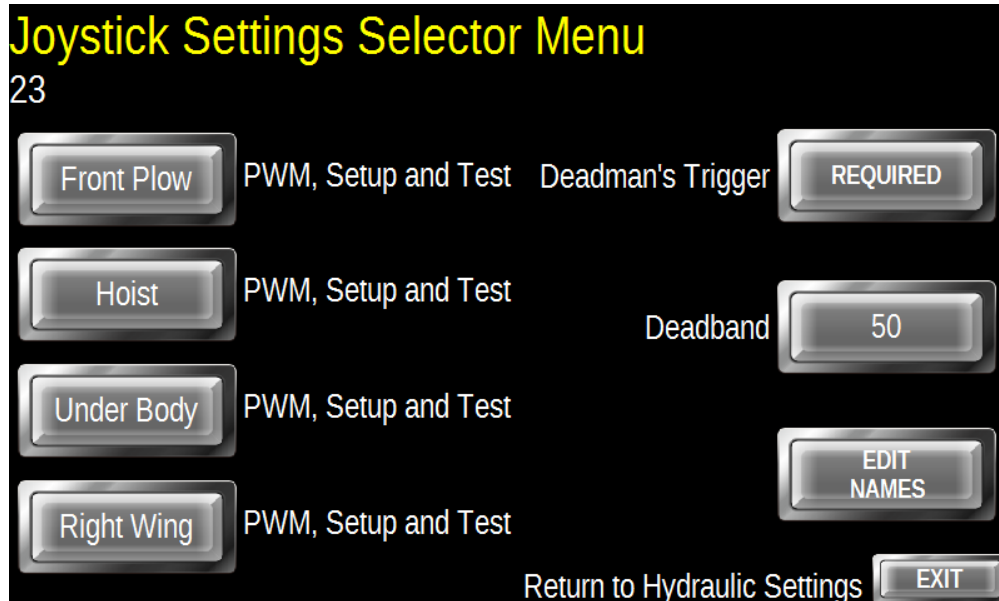 Joystick Settings Selector Menu
23
Front Plow PWM, Setup and Test Deadman's Trigger REQUIRED
Hoist PWM, Setup and Test
Deadband 50
Under Body PWM, Setup and Test
EDIT
NAMES
Right Wing PWM, Setup and Test
Return to Hydraulic Settings EXIT